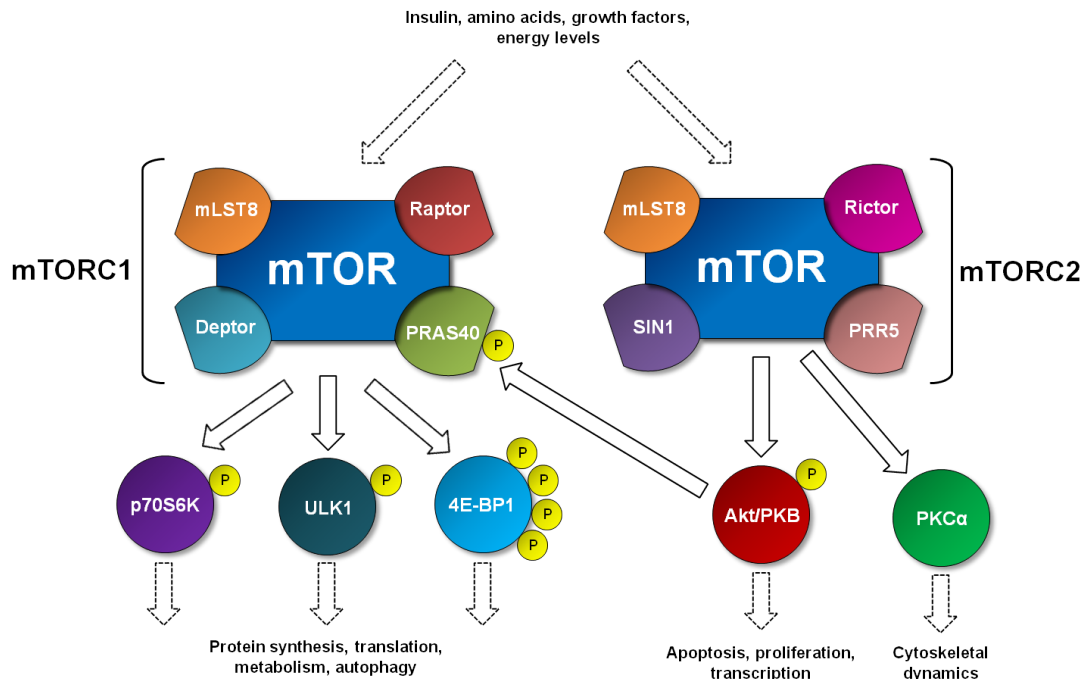 Insulin, amino acids, growth factors,
energy levels
mLST8
Raptor
mLST8
Rictor
mTORC1
mTOR
mTOR
mTORC2
Deptor
PRAS40
P
SIN1
PRR5
p70S6K
P
ULK1
P
4E-BP1
P
P
P
P
Akt/PKB
P
PKCα
Protein synthesis, translation,
metabolism, autophagy
Apoptosis, proliferation,
transcription
Cytoskeletal
dynamics